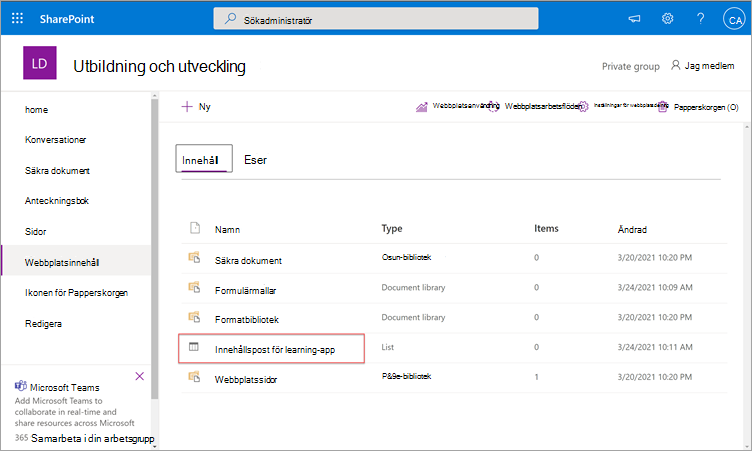 SharePoint
Sökadministratör
CA
LD
Utbildning och utveckling
Private group
Jag medlem
home
Konversationer
Säkra dokument
Anteckningsbok
Sidor
Webbplatsinnehåll
Ikonen för Papperskorgen
Redigera
Microsoft Teams
Add Microsoft Teams to
collaborate in real-time and
share resources across Microsoft
365 Samarbeta i din arbetsgrupp
Ny
Webbplatsanvändning
Webbplatsarbetsflöden
Inställningar för webbplatsdelning
Papperskorgen (O)
Innehåll
Eser
Namn Type Items Ändrad
Säkra dokument Osun-bibliotek 0 3/20/2021 10:20 PM
Formulärmallar Document library 0 3/24/2021 10:09 AM
Formatbibliotek Document library 0 3/20/2021 10:20 PM
Innehållspost för learning-app List 0 3/24/2021 10:11 AM
Webbplatssidor P&9e-bibliotek 1 3/20/2021 10:20 PM